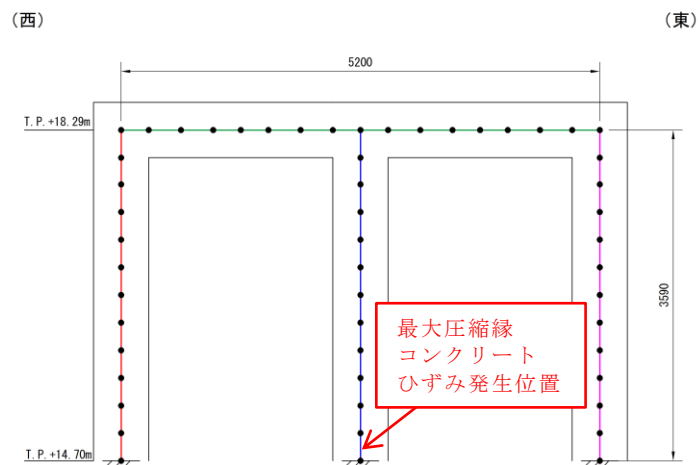 （西）
（東）
5200
T.P.+18.29m
3590
最大圧縮縁
コンクリート
ひずみ発生位置
T.P.+14.70m